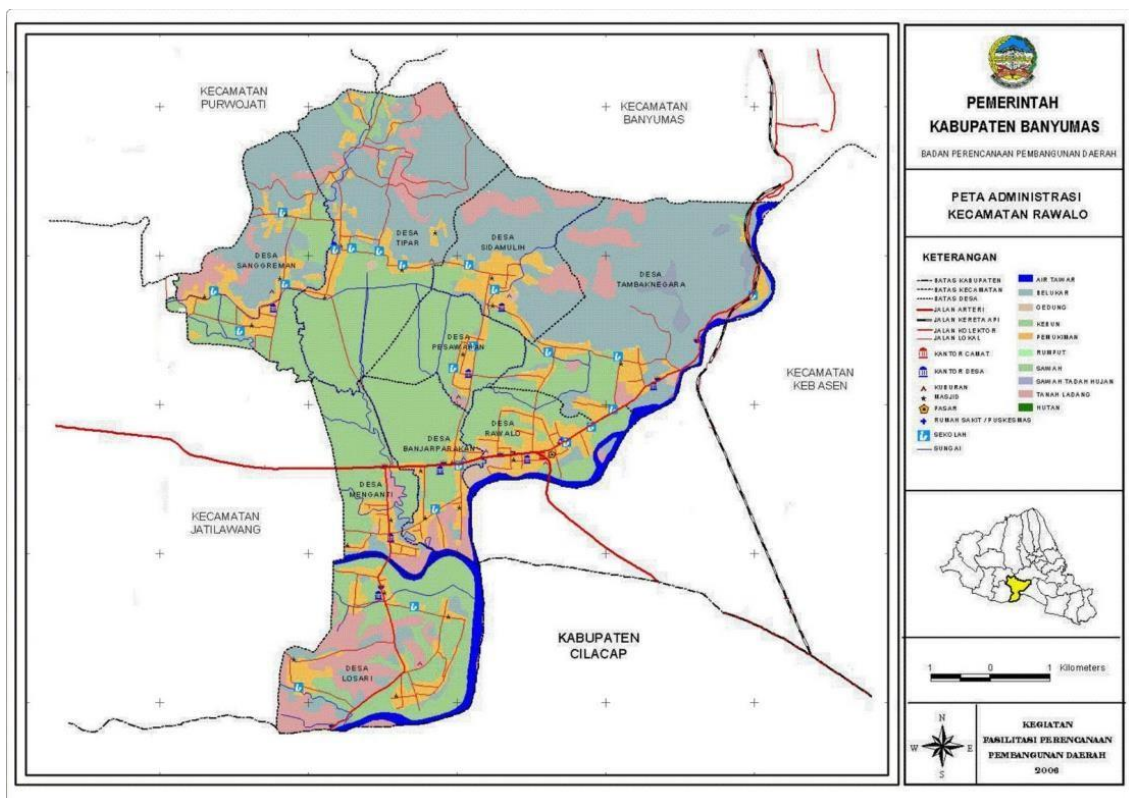 KECAMATAN
PURWOJATI
KECAMATAN
BANYUMAS
DESA
TIPAR
DESA
SIDAMULIH
DESA
SANGGREMAN
DESA
TAMBAKNEGARA
DESA
PESAWAHAN
KECAMATAN
KEBASEN
DESA
RAWALO
DESA
BANJARPARAKAN
DESA
MENGANTI
KECAMATAN
JATILAWANG
KABUPATEN
CILACAP
DESA
LOSARI
PEMERINTAH
KABUPATEN BANYUMAS
BADAN PERENCANAAN PEMBANGUNAN DAERAH
PETA ADMINISTRASI
KECAMATAN RAWALO
KETERANGAN
BATAS KABUPATEN
BATAS KECAMATAN
BATAS DESA
JALAN ARTERI
JALAN KERETA API
JALAN KOLEKTOR
JALAN LOKAL
KANTOR CAMAT
KANTOR DESA
KUBURAN
MASJID
PASAR
RUMAH SAKIT / PUSKESMAS
SEKOLAH
SUNGAI
AIR TAWAR
BELUKAR
GEDUNG
KEBUN
PEMUKIMAN
RUMPUT
SAWAH
SAWAH TADAH HUJAN
TANAH LADANG
HUTAN
1 0 1 Kilometers
N
W E
S
KEGIATAN
FASILITASI PERENCANAAN
PEMBANGUNAN DAERAH
2006